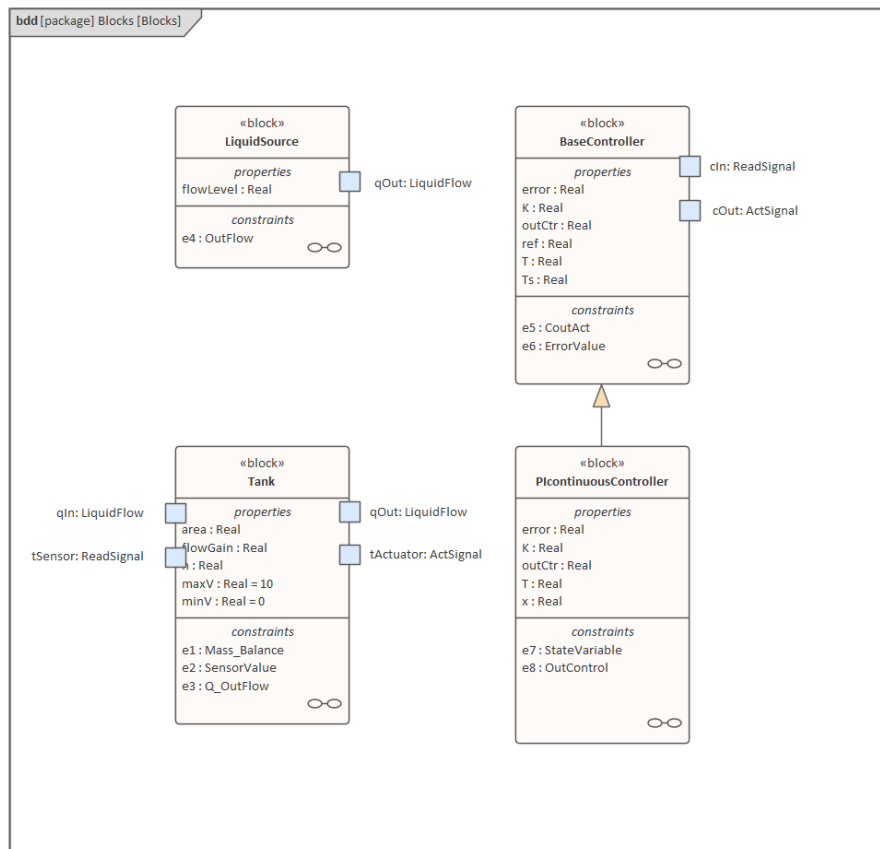 bdd [package] Blocks [Blocks]
«block»
LiquidSource
properties
flowLevel : Real
qOut: LiquidFlow
constraints
e4 : OutFlow
«block»
BaseController
properties
error : Real
K : Real
outCtr : Real
ref : Real
T : Real
Ts : Real
cIn: ReadSignal
cOut: ActSignal
constraints
e5 : CoutAct
e6 : ErrorValue
«block»
Tank
qIn: LiquidFlow
tSensor: ReadSignal
properties
area : Real
flowGain : Real
h : Real
maxV : Real = 10
minV : Real = 0
qOut: LiquidFlow
tActuator: ActSignal
constraints
e1 : Mass_Balance
e2 : SensorValue
e3 : Q_OutFlow
«block»
PIcontinuousController
properties
error : Real
K : Real
outCtr : Real
T : Real
x : Real
constraints
e7 : StateVariable
e8 : OutControl